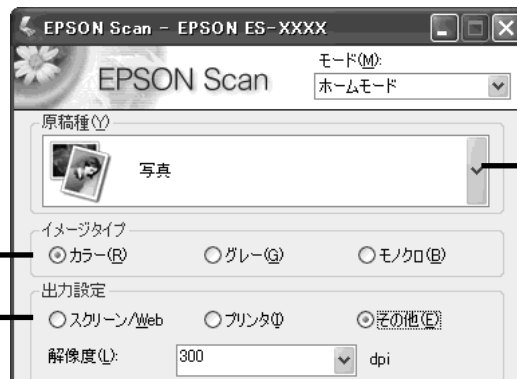 EPSON Scan - EPSON ES-XXXX
EPSON Scan
モード(M):
ホームモード
原稿種(Y)
写真
イメージタイプ
カラー(R) グレー(G) モノクロ(B)
出力設定
スクリーン/Web プリンタ(I) その他(E)
解像度(L): 300 dpi